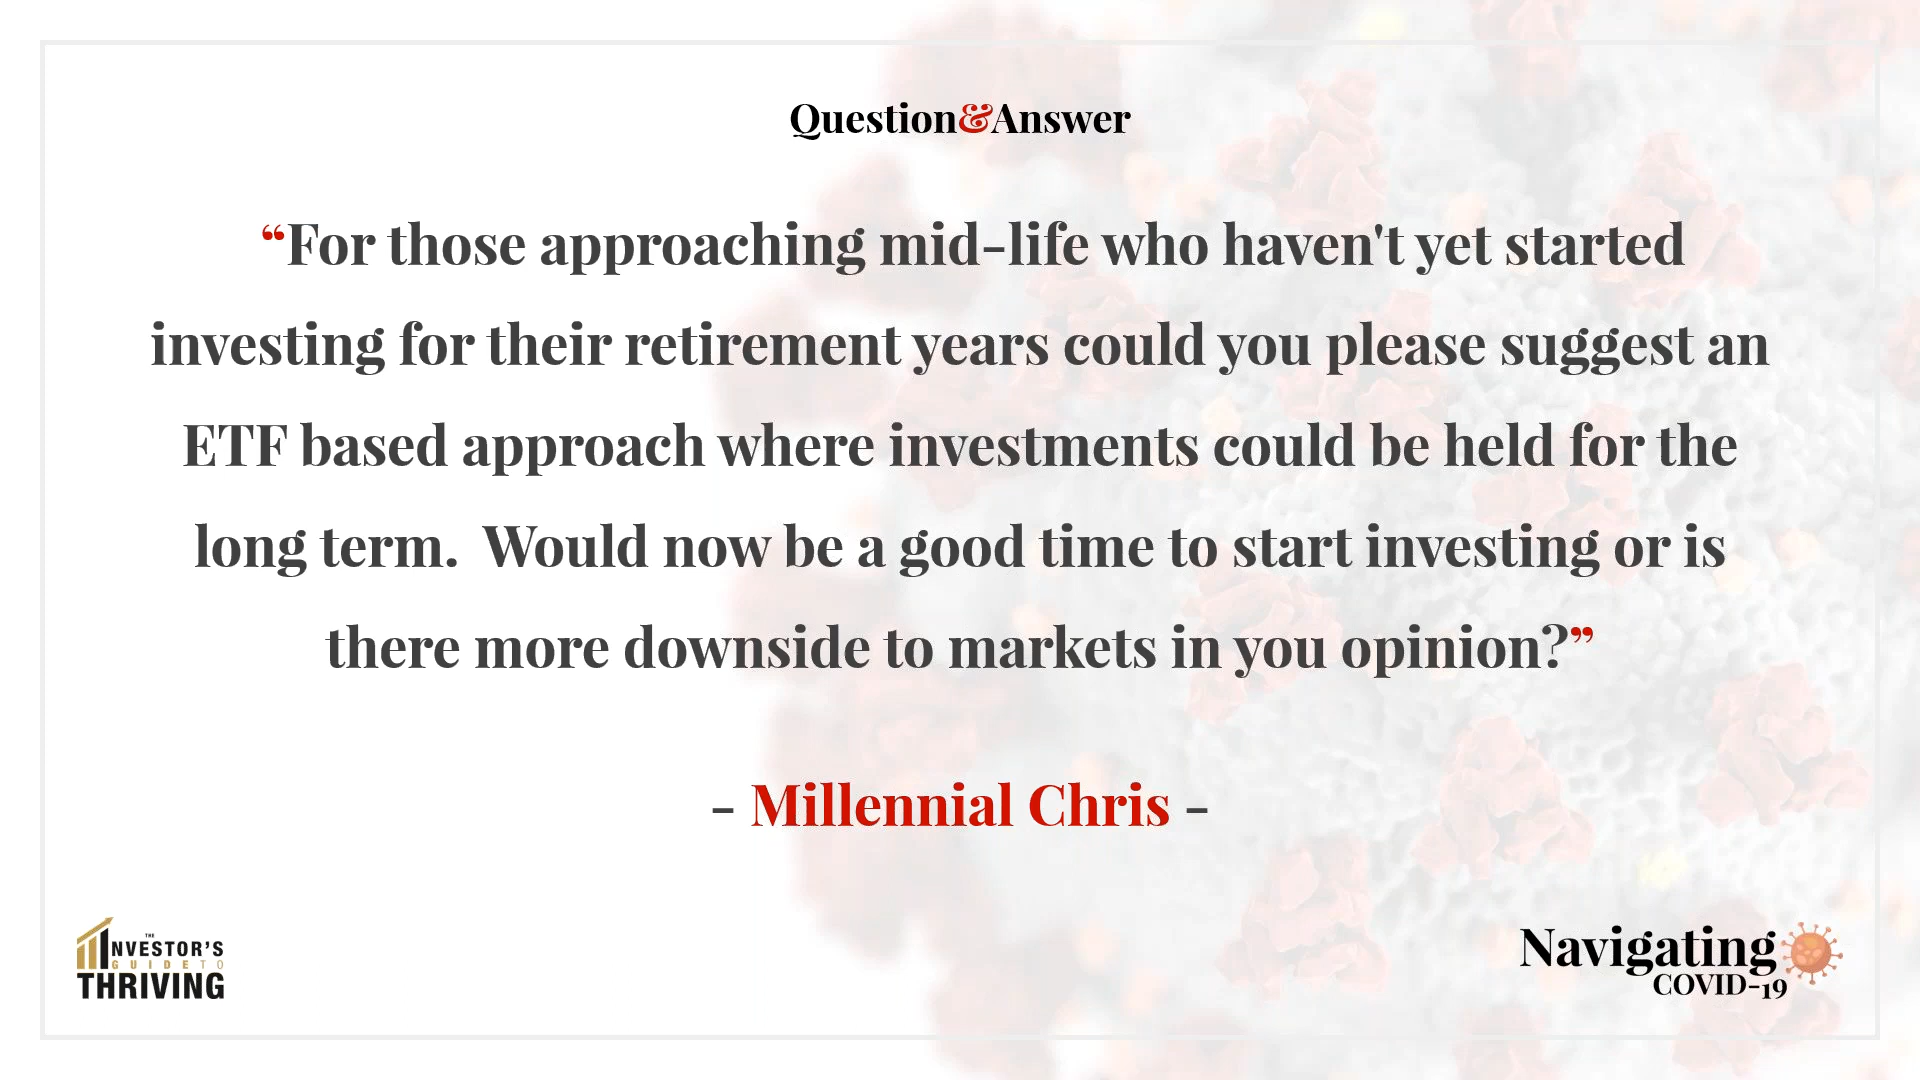 Question&Answer
“For those approaching mid-life who haven't yet started
investing for their retirement years could you please suggest an
ETF based approach where investments could be held for the
long term.  Would now be a good time to start investing or is
there more downside to markets in you opinion?”
- Millennial Chris -
THE
INVESTOR'S
GUIDE TO
THRIVING
Navigating
COVID-19